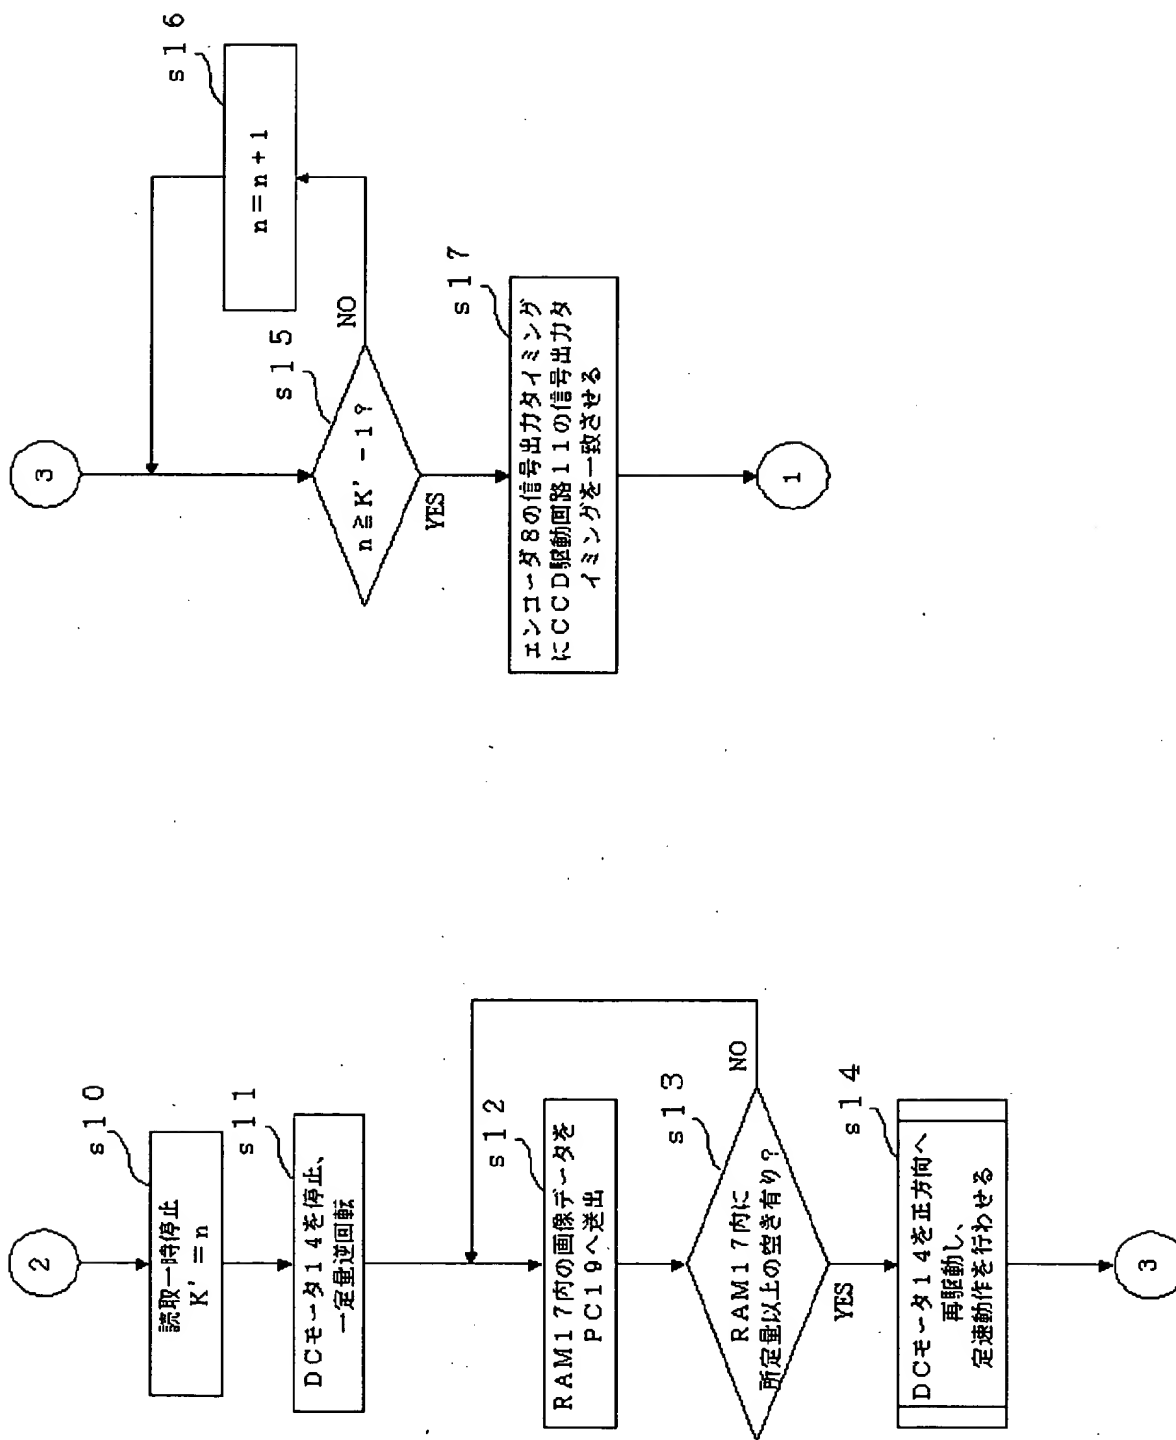 2
s10
読取一時停止
K'=n
s11
DCモータ14を停止、
一定量逆回転
s12
RAM17内の画像データを
PC19へ送出
s13
RAM17内に
所定量以上の空き有り?
NO
YES
s14
DCモータ14を正方向へ
再駆動し、
定速動作を行わせる
3
3
s15
n≧K'-1?
NO
YES
s16
n=n+1
s17
エンコーダ8の信号出力タイミング
にCCD駆動回路11の信号出力タ
イミングを一致させる
1